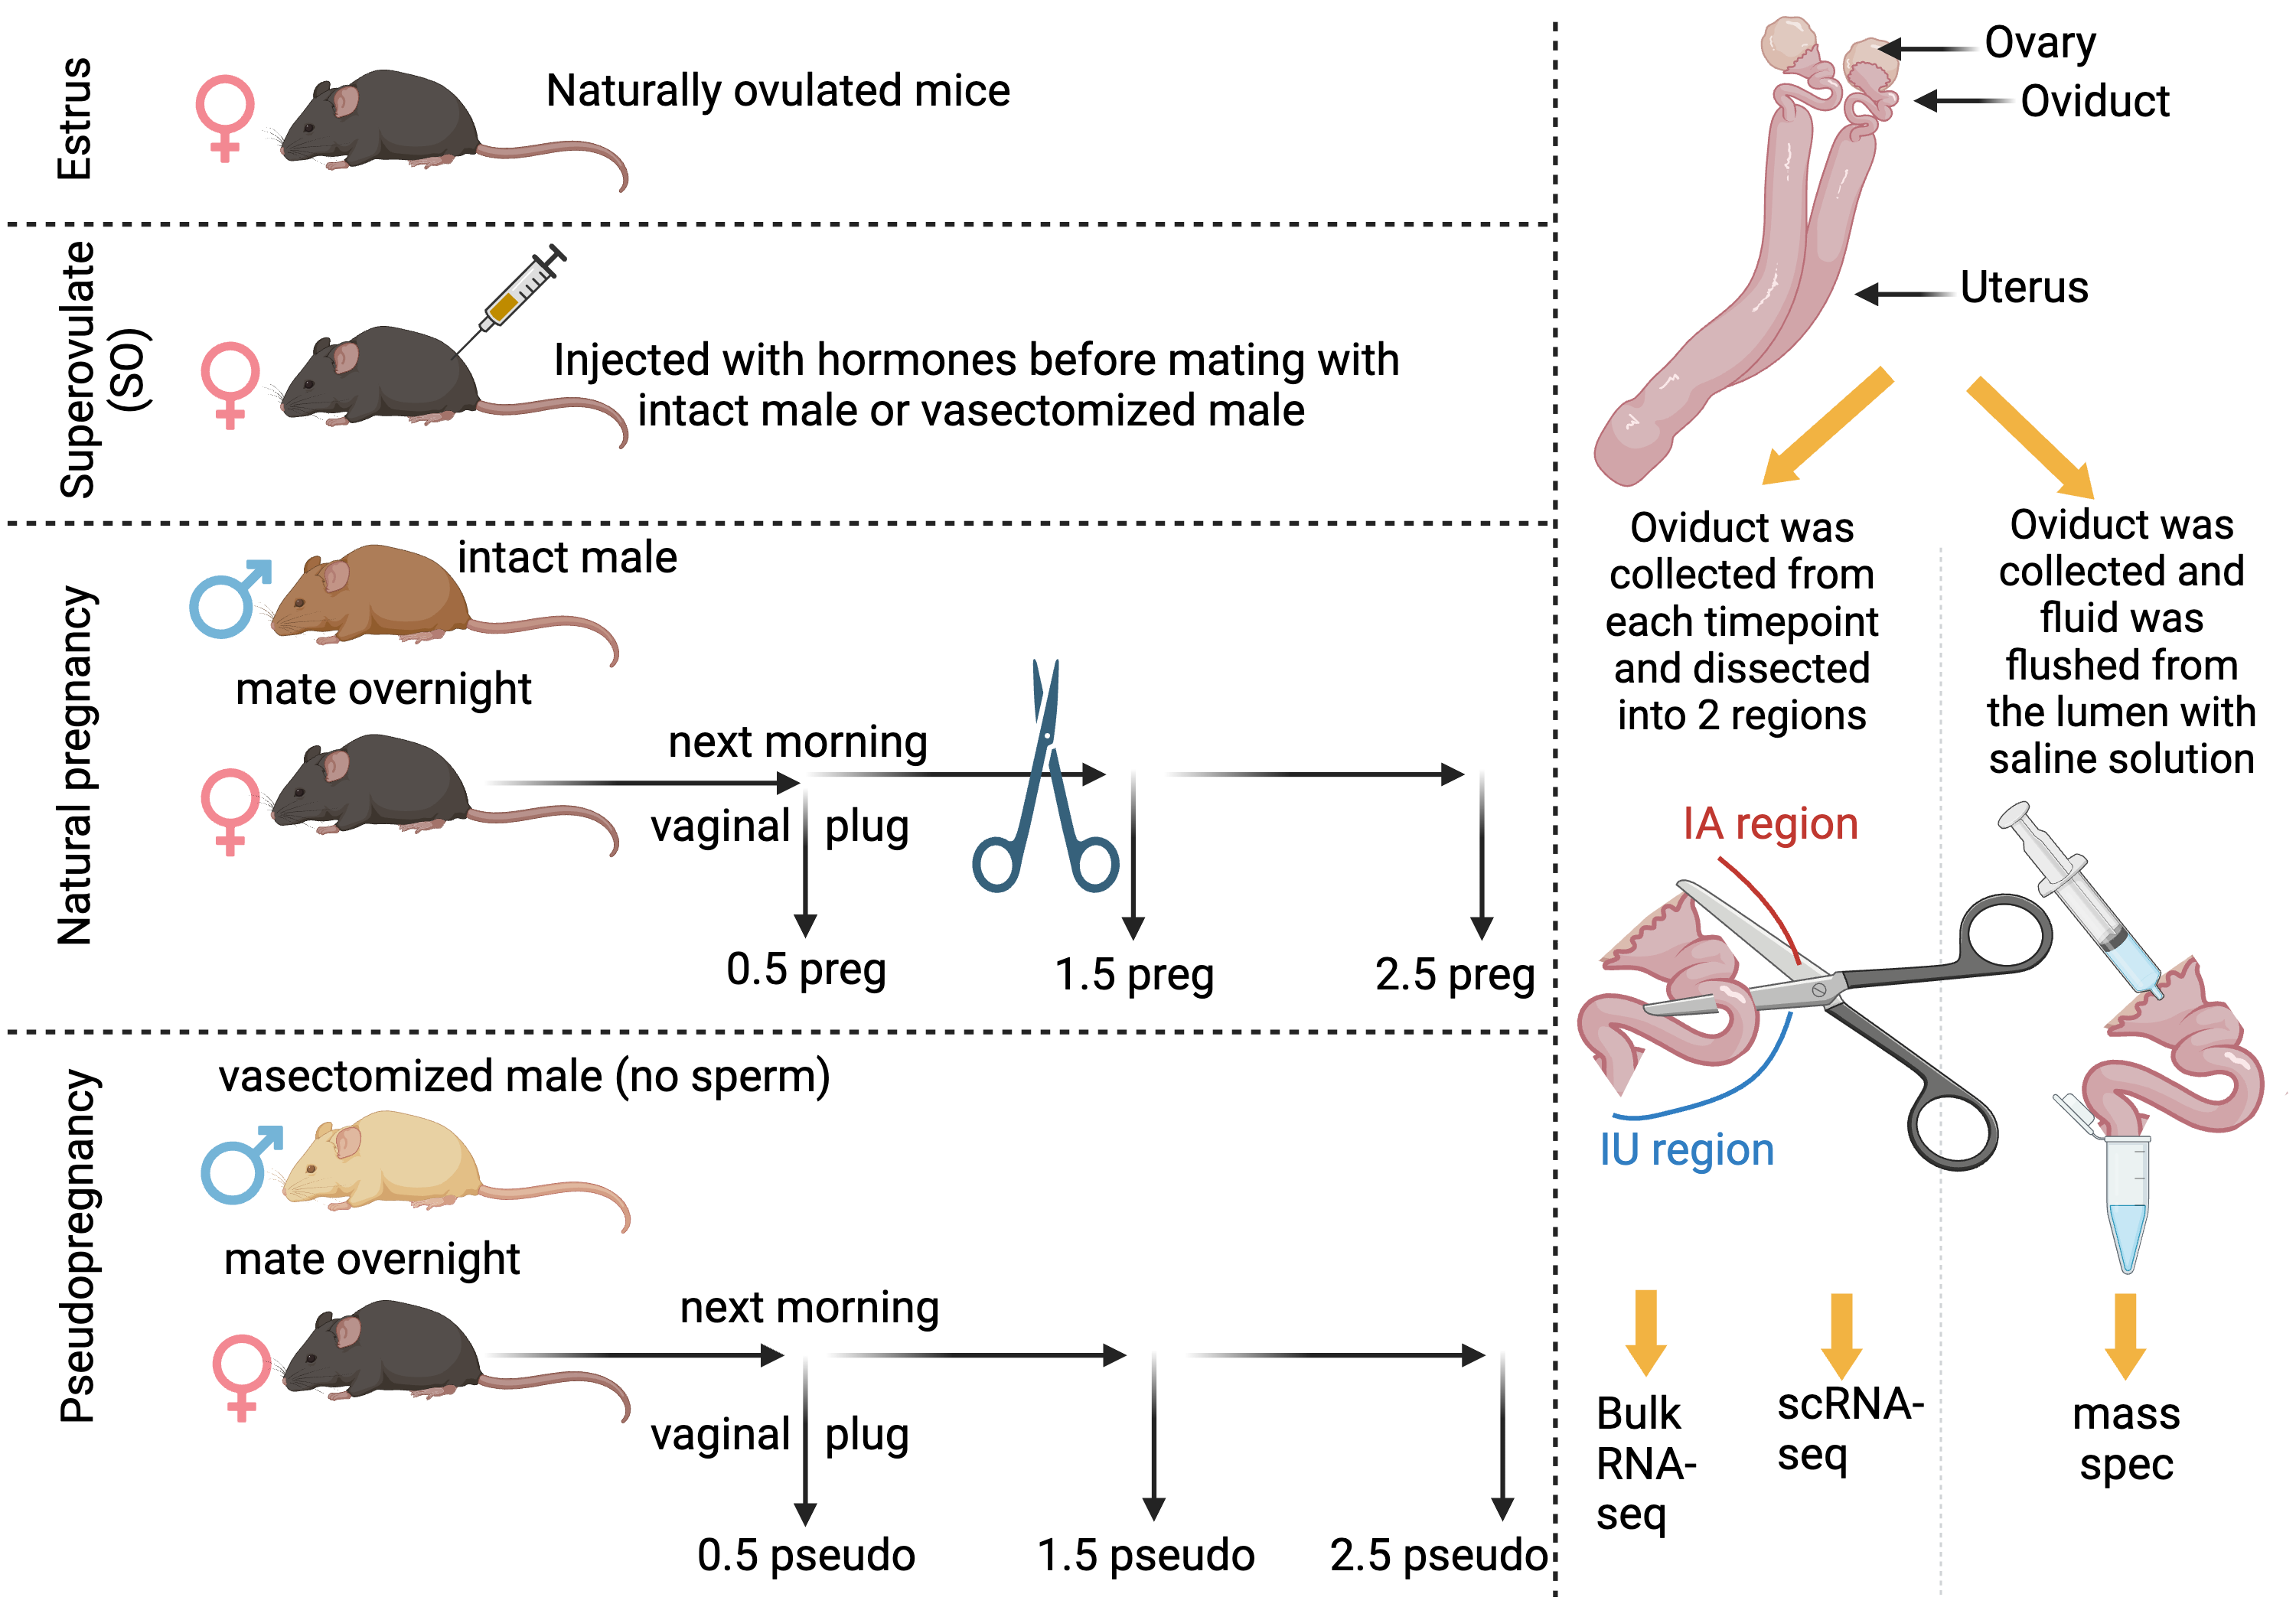 Estrus
Naturally ovulated mice
Superovulate
(SO)
Injected with hormones before mating with
intact male or vasectomized male
Natural pregnancy
intact male
mate overnight
next morning
vaginal plug
0.5 preg
1.5 preg
2.5 preg
Pseudopregnancy
vasectomized male (no sperm)
mate overnight
next morning
vaginal plug
0.5 pseudo
1.5 pseudo
2.5 pseudo
Ovary
Oviduct
Uterus
Oviduct was
collected from
each timepoint
and dissected
into 2 regions
IA region
IU region
Bulk
RNA-
seq
scRNA-
seq
Oviduct was
collected and
fluid was
flushed from
the lumen with
saline solution
mass
spec